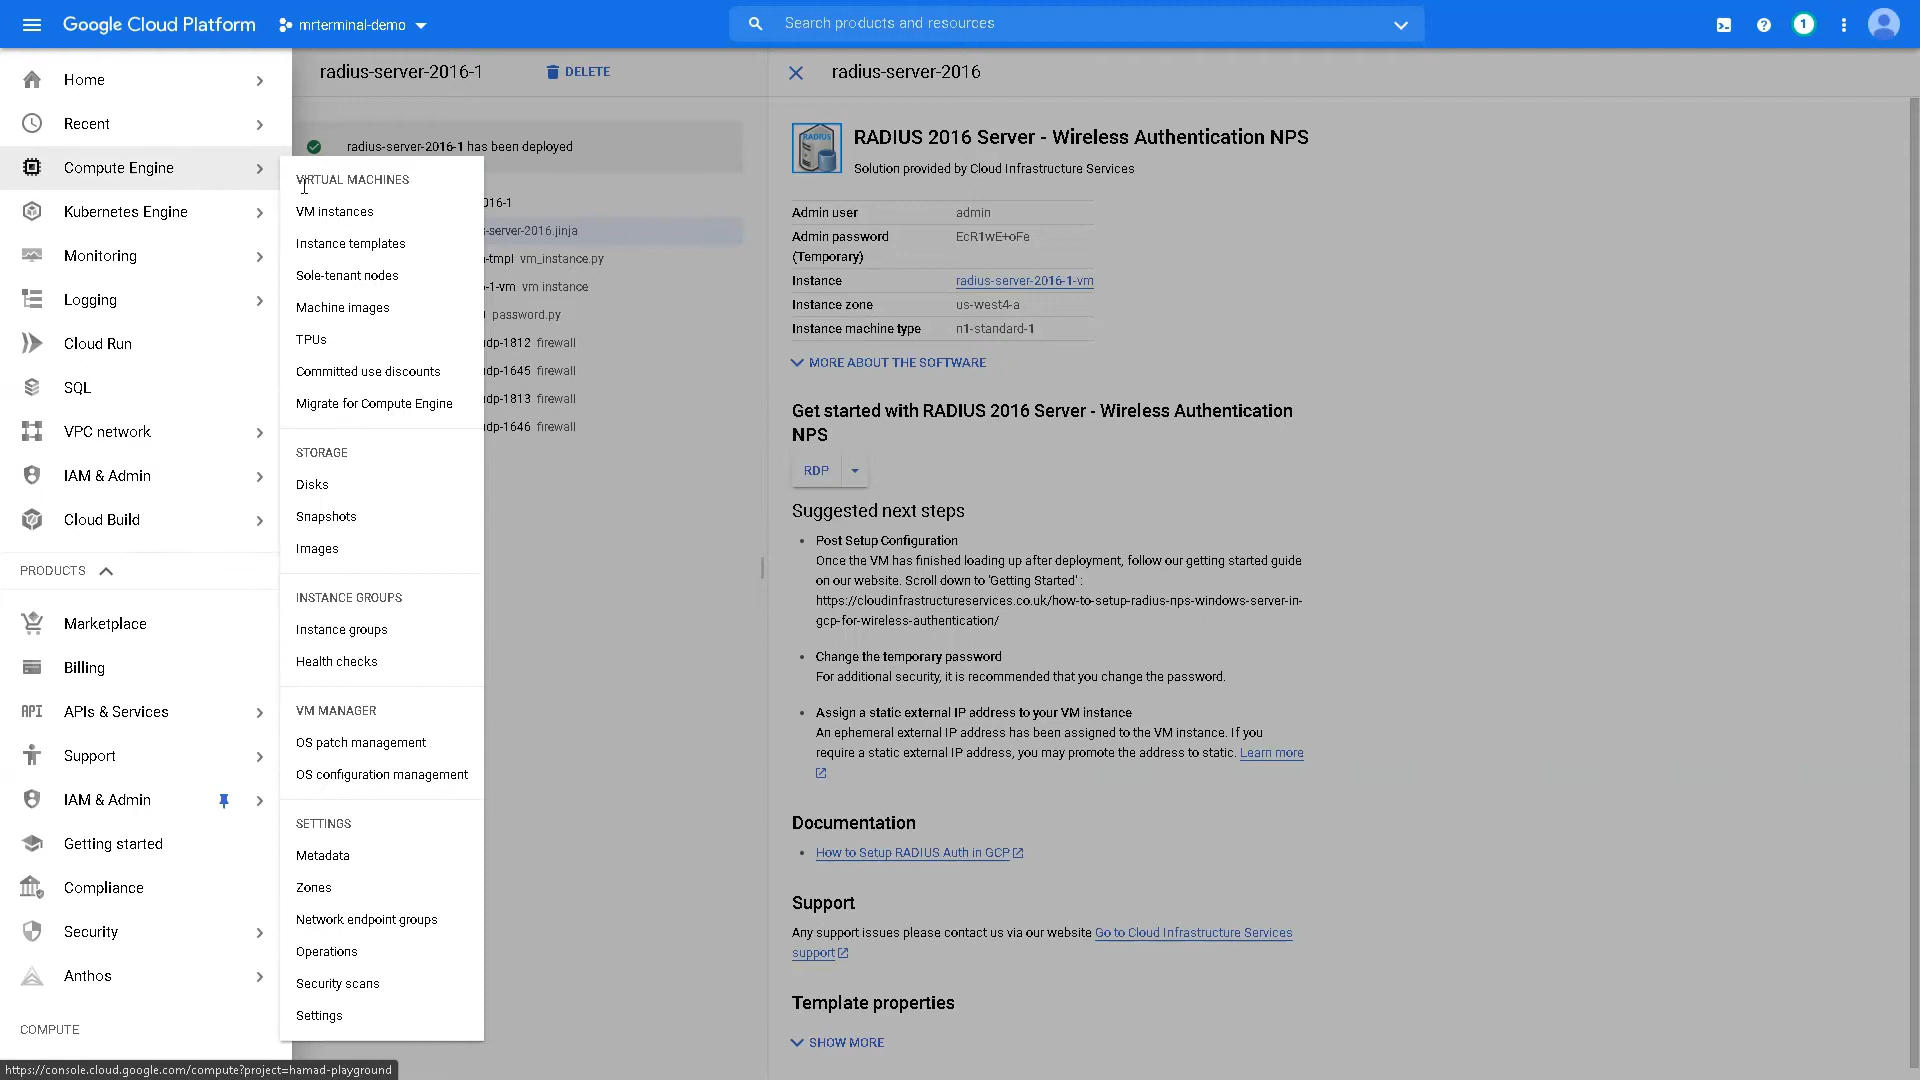 Google Cloud Platform
mrterminal-demo
Search products and resources
1
Home
Recent
Compute Engine
Kubernetes Engine
Monitoring
Logging
Cloud Run
SQL
VPC network
IAM & Admin
Cloud Build
PRODUCTS
Marketplace
Billing
API APIs & Services
Support
IAM & Admin
Getting started
Compliance
Security
Anthos
COMPUTE
https://console.cloud.google.com/compute?project=hamad-playground
VIRTUAL MACHINES
VM instances
Instance templates
Sole-tenant nodes
Machine images
TPUs
Committed use discounts
Migrate for Compute Engine
STORAGE
Disks
Snapshots
Images
INSTANCE GROUPS
Instance groups
Health checks
VM MANAGER
OS patch management
OS configuration management
SETTINGS
Metadata
Zones
Network endpoint groups
Operations
Security scans
Settings
radius-server-2016-1
DELETE
radius-server-2016-1 has been deployed
016-1
-server-2016.jinja
-tmpl vm_instance.py
-1-vm vm instance
password.py
dp-1812 firewall
dp-1645 firewall
dp-1813 firewall
dp-1646 firewall
radius-server-2016
RADIUS
RADIUS 2016 Server - Wireless Authentication NPS
Solution provided by Cloud Infrastructure Services
Admin user admin
Admin password EcR1wE+oFe
(Temporary)
Instance radius-server-2016-1-vm
Instance zone us-west4-a
Instance machine type n1-standard-1
MORE ABOUT THE SOFTWARE
Get started with RADIUS 2016 Server - Wireless Authentication
NPS
RDP
Suggested next steps
• Post Setup Configuration
Once the VM has finished loading up after deployment, follow our getting started guide
on our website. Scroll down to 'Getting Started' :
https://cloudinfrastructureservices.co.uk/how-to-setup-radius-nps-windows-server-in-
gcp-for-wireless-authentication/
• Change the temporary password
For additional security, it is recommended that you change the password.
• Assign a static external IP address to your VM instance
An ephemeral external IP address has been assigned to the VM instance. If you
require a static external IP address, you may promote the address to static. Learn more
Documentation
• How to Setup RADIUS Auth in GCP
Support
Any support issues please contact us via our website Go to Cloud Infrastructure Services
support
Template properties
SHOW MORE